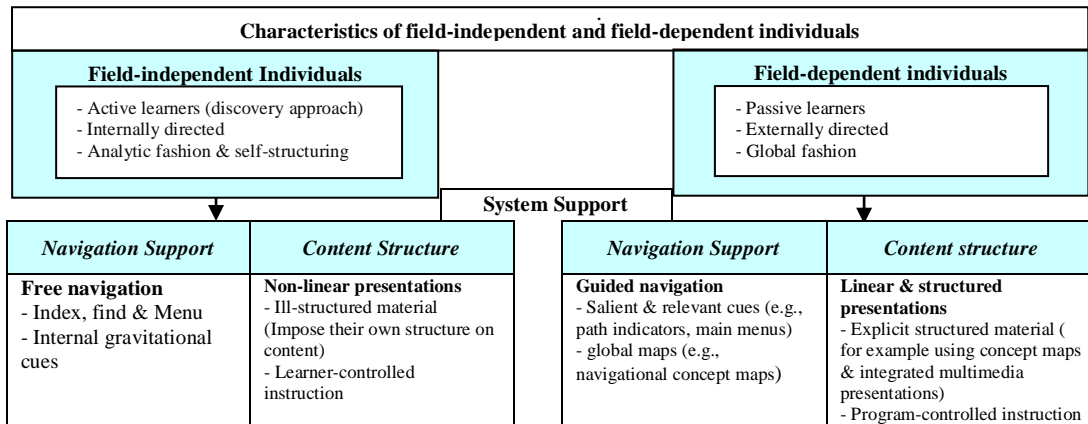 Characteristics of field-independent and field-dependent individuals
Field-independent Individuals
- Active learners (discovery approach)
- Internally directed
- Analytic fashion & self-structuring
Field-dependent individuals
- Passive learners
- Externally directed
- Global fashion
System Support
Navigation Support
Free navigation
- Index, find & Menu
- Internal gravitational
cues
Content Structure
Non-linear presentations
- Ill-structured material
(Impose their own structure on
content)
- Learner-controlled
instruction
Navigation Support
Guided navigation
- Salient & relevant cues (e.g.,
path indicators, main menus)
- global maps (e.g.,
navigational concept maps)
Content structure
Linear & structured
presentations
- Explicit structured material (
for example using concept maps
& integrated multimedia
presentations)
- Program-controlled instruction